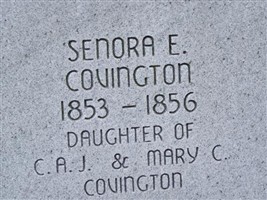 SENORA E.
COVINGTON
1853 - 1856
DAUGHTER OF
C.A.J. & MARY C.
COVINGTON